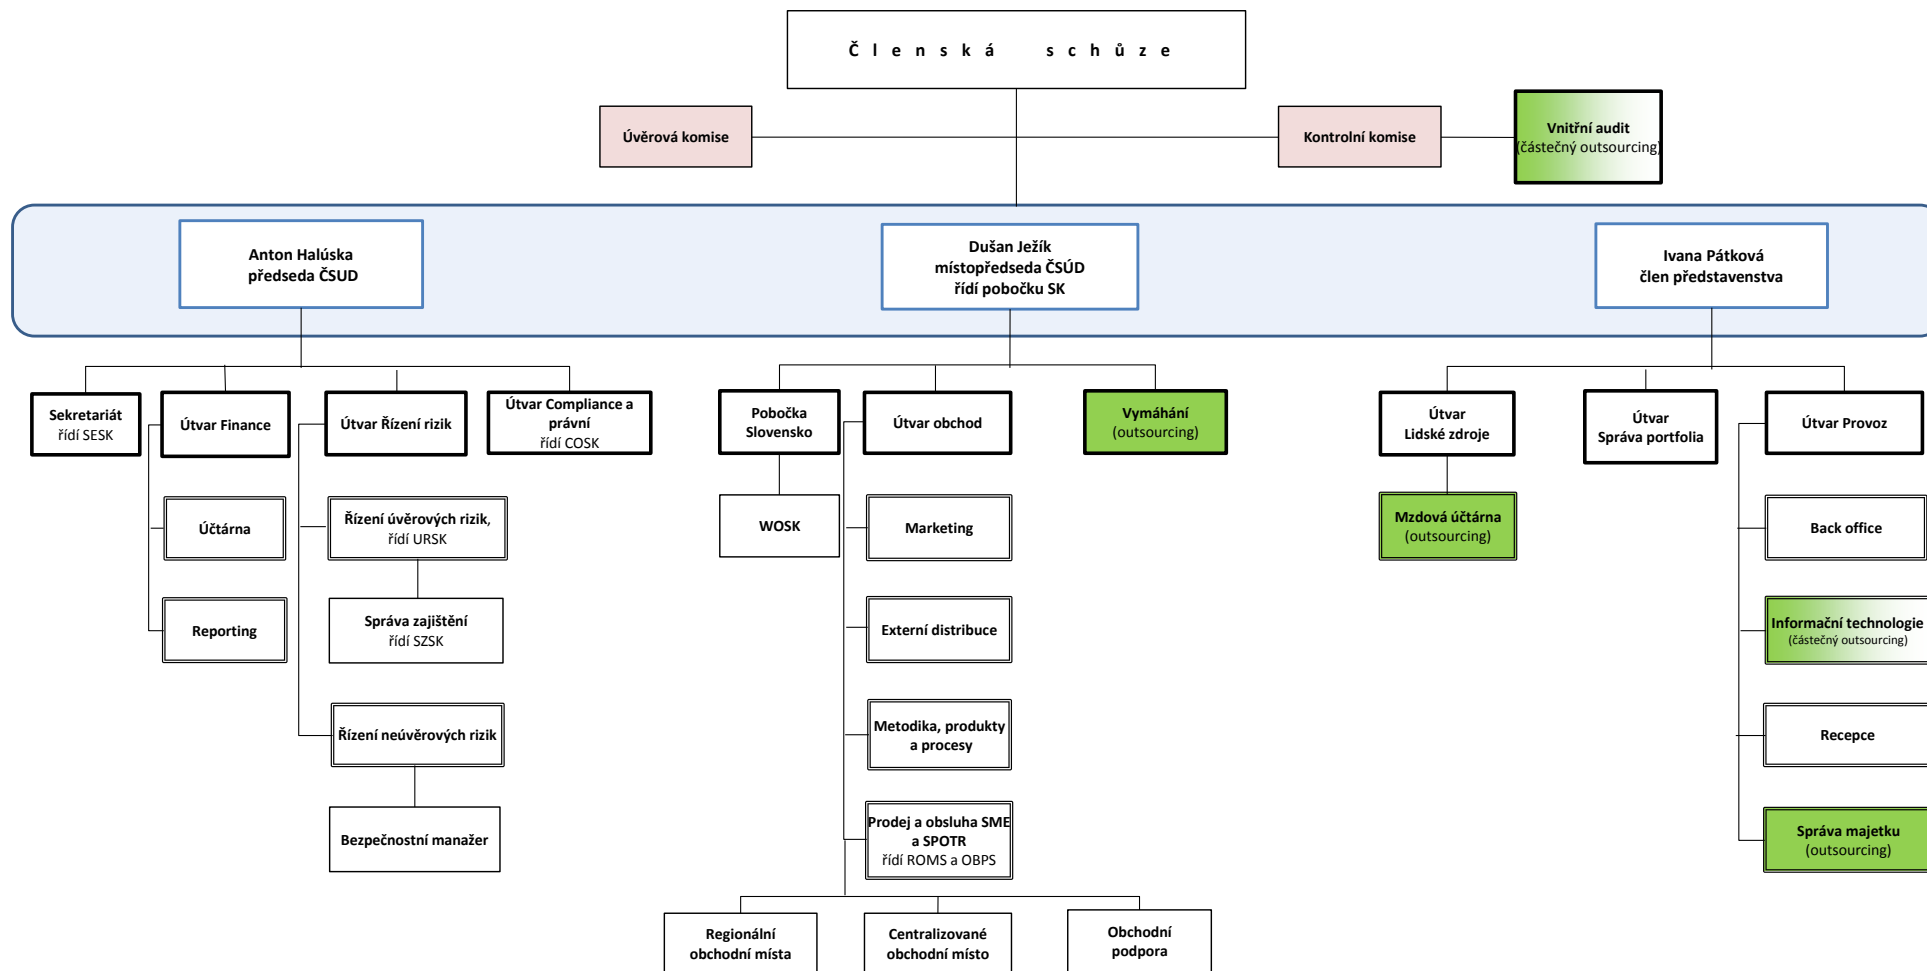 Členská schůze
Úvěrová komise
Kontrolní komise
Vnitřní audit
(částečný outsourcing)
Anton Halúska
předseda ČSUD
Dušan Ježík
místopředseda ČSÚD
řídí pobočku SK
Ivana Pátková
člen představenstva
Sekretariát
řídí SESK
Útvar Finance
Útvar Řízení rizik
Útvar Compliance a
právní
řídí COSK
Pobočka
Slovensko
Útvar obchod
Vymáhání
(outsourcing)
Útvar
Lidské zdroje
Útvar
Správa portfolia
Útvar Provoz
Účtárna
Řízení úvěrových rizik,
řídí URSK
WOSK
Marketing
Mzdová účtárna
(outsourcing)
Back office
Reporting
Správa zajištění
řídí SZSK
Externí distribuce
Informační technologie
(částečný outsourcing)
Řízení neúvěrových rizik
Metodika, produkty
a procesy
Recepce
Bezpečnostní manažer
Prodej a obsluha SME
a SPOTR
řídí ROMS a OBPS
Správa majetku
(outsourcing)
Regionální
obchodní místa
Centralizované
obchodní místo
Obchodní
podpora